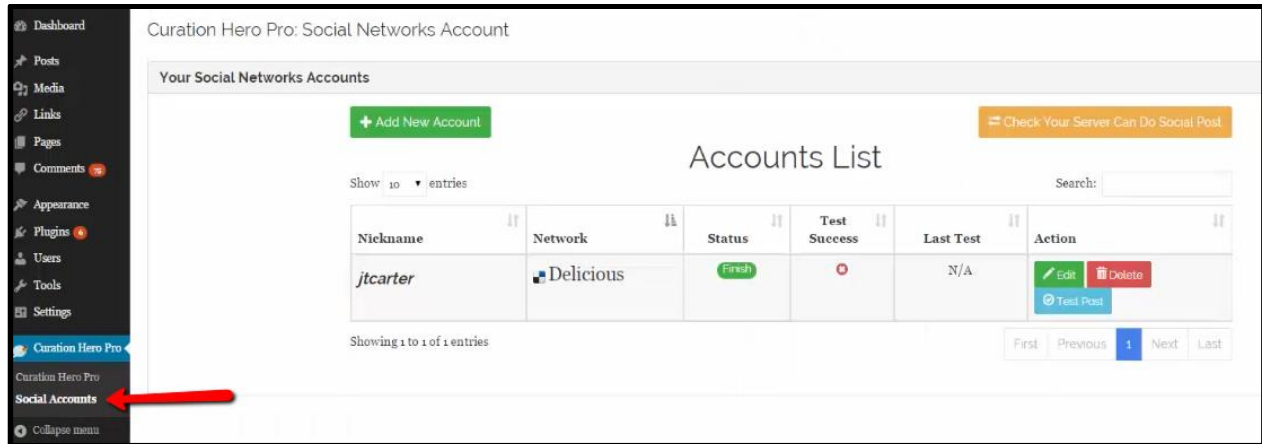 Dashboard
Posts
Media
Links
Pages
Comments
Appearance
Plugins 6
Users
Tools
Settings
Curation Hero Pro
Curation Hero Pro
Social Accounts
Collapse menu
Curation Hero Pro: Social Networks Account
Your Social Networks Accounts
Add New Account
Check Your Server Can Do Social Post
Accounts List
Show 10 entries
Search:
Nickname Network Status Test Success Last Test Action
jtcarter Delicious Finish N/A Edit Delete
Test Post
Showing 1 to 1 of 1 entries
First Previous 1 Next Last